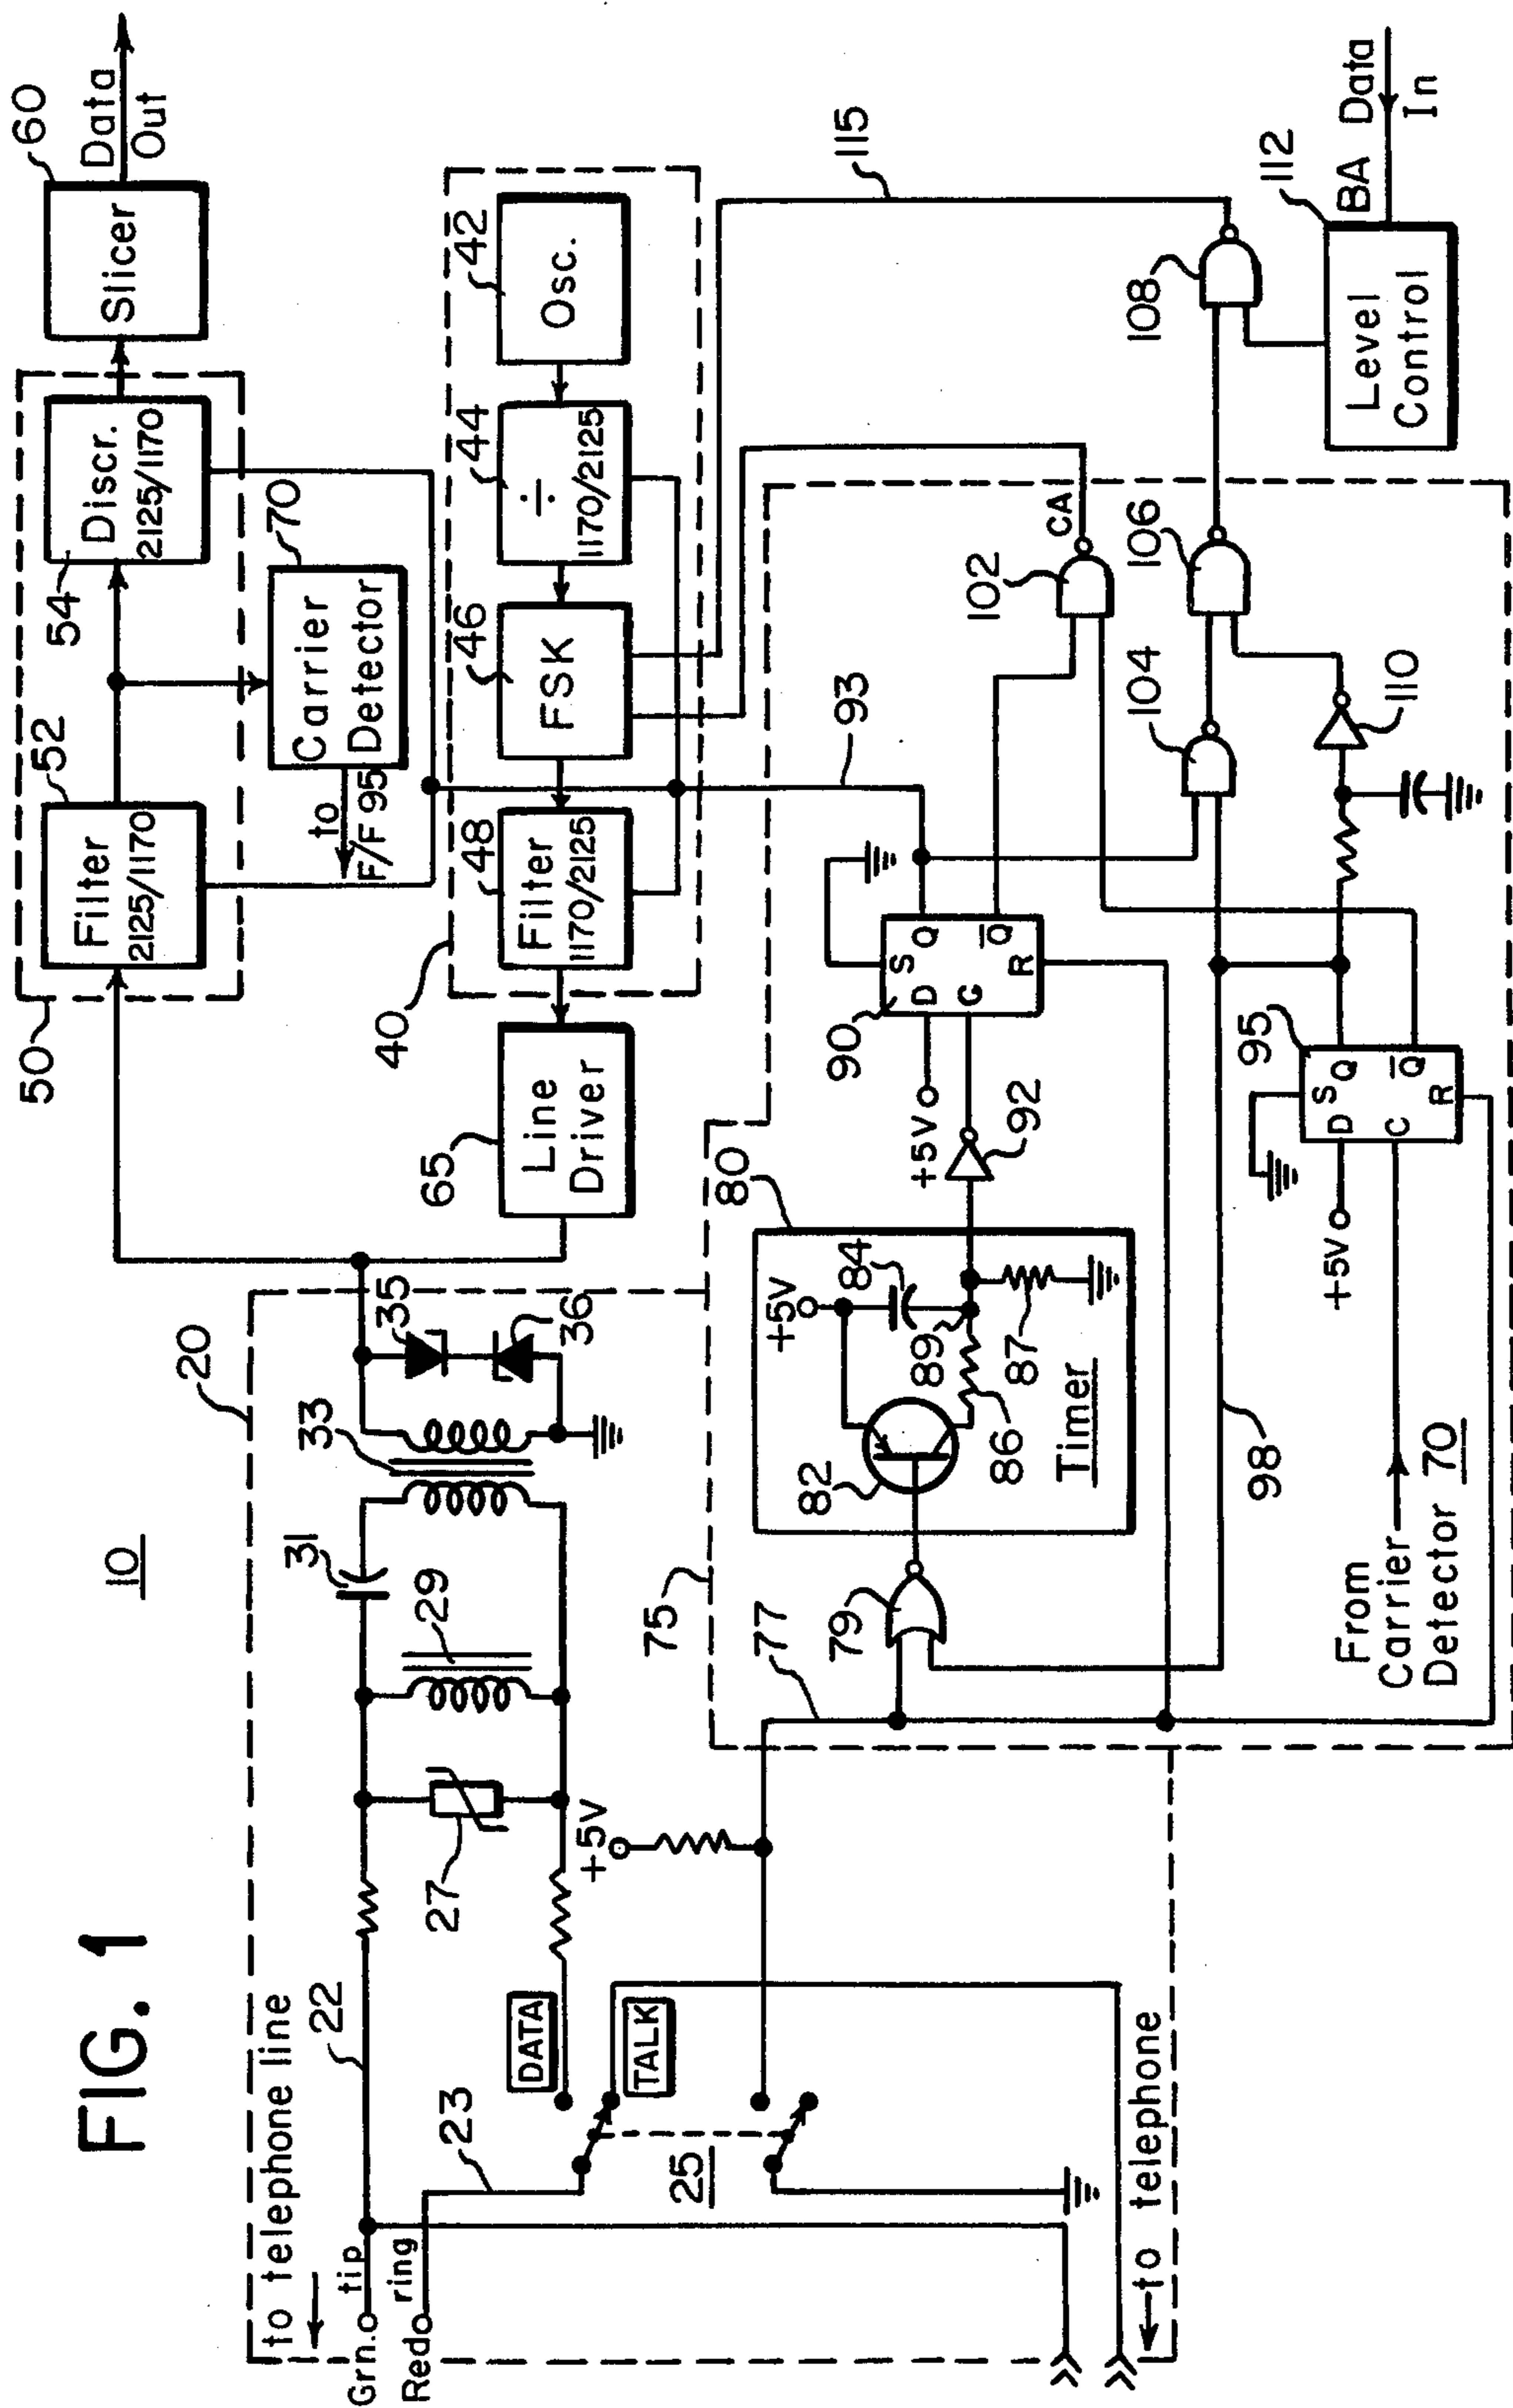 FIG. 1
10
20
to telephone line
Grn.
tip
Red
ring
22
23
25
DATA
TALK
to telephone
27
29
31
33
35
36
+5V
50
52
Filter
2125/1170
54
Discr.
2125/1170
60
Slicer
Data
Out
70
Carrier
Detector
to
F/F 95
40
42
Osc.
44
÷
1170/2125
46
FSK
48
Filter
1170/2125
65
Line
Driver
75
77
79
80
82
+5V
84
86
87
89
Timer
92
+5V
90
S
D
Q
C
Q̅
R
93
95
+5V
S
D
Q
C
Q̅
R
98
From
Carrier
Detector 70
102
CA
104
106
108
110
112
Level
Control
115
BA Data
In